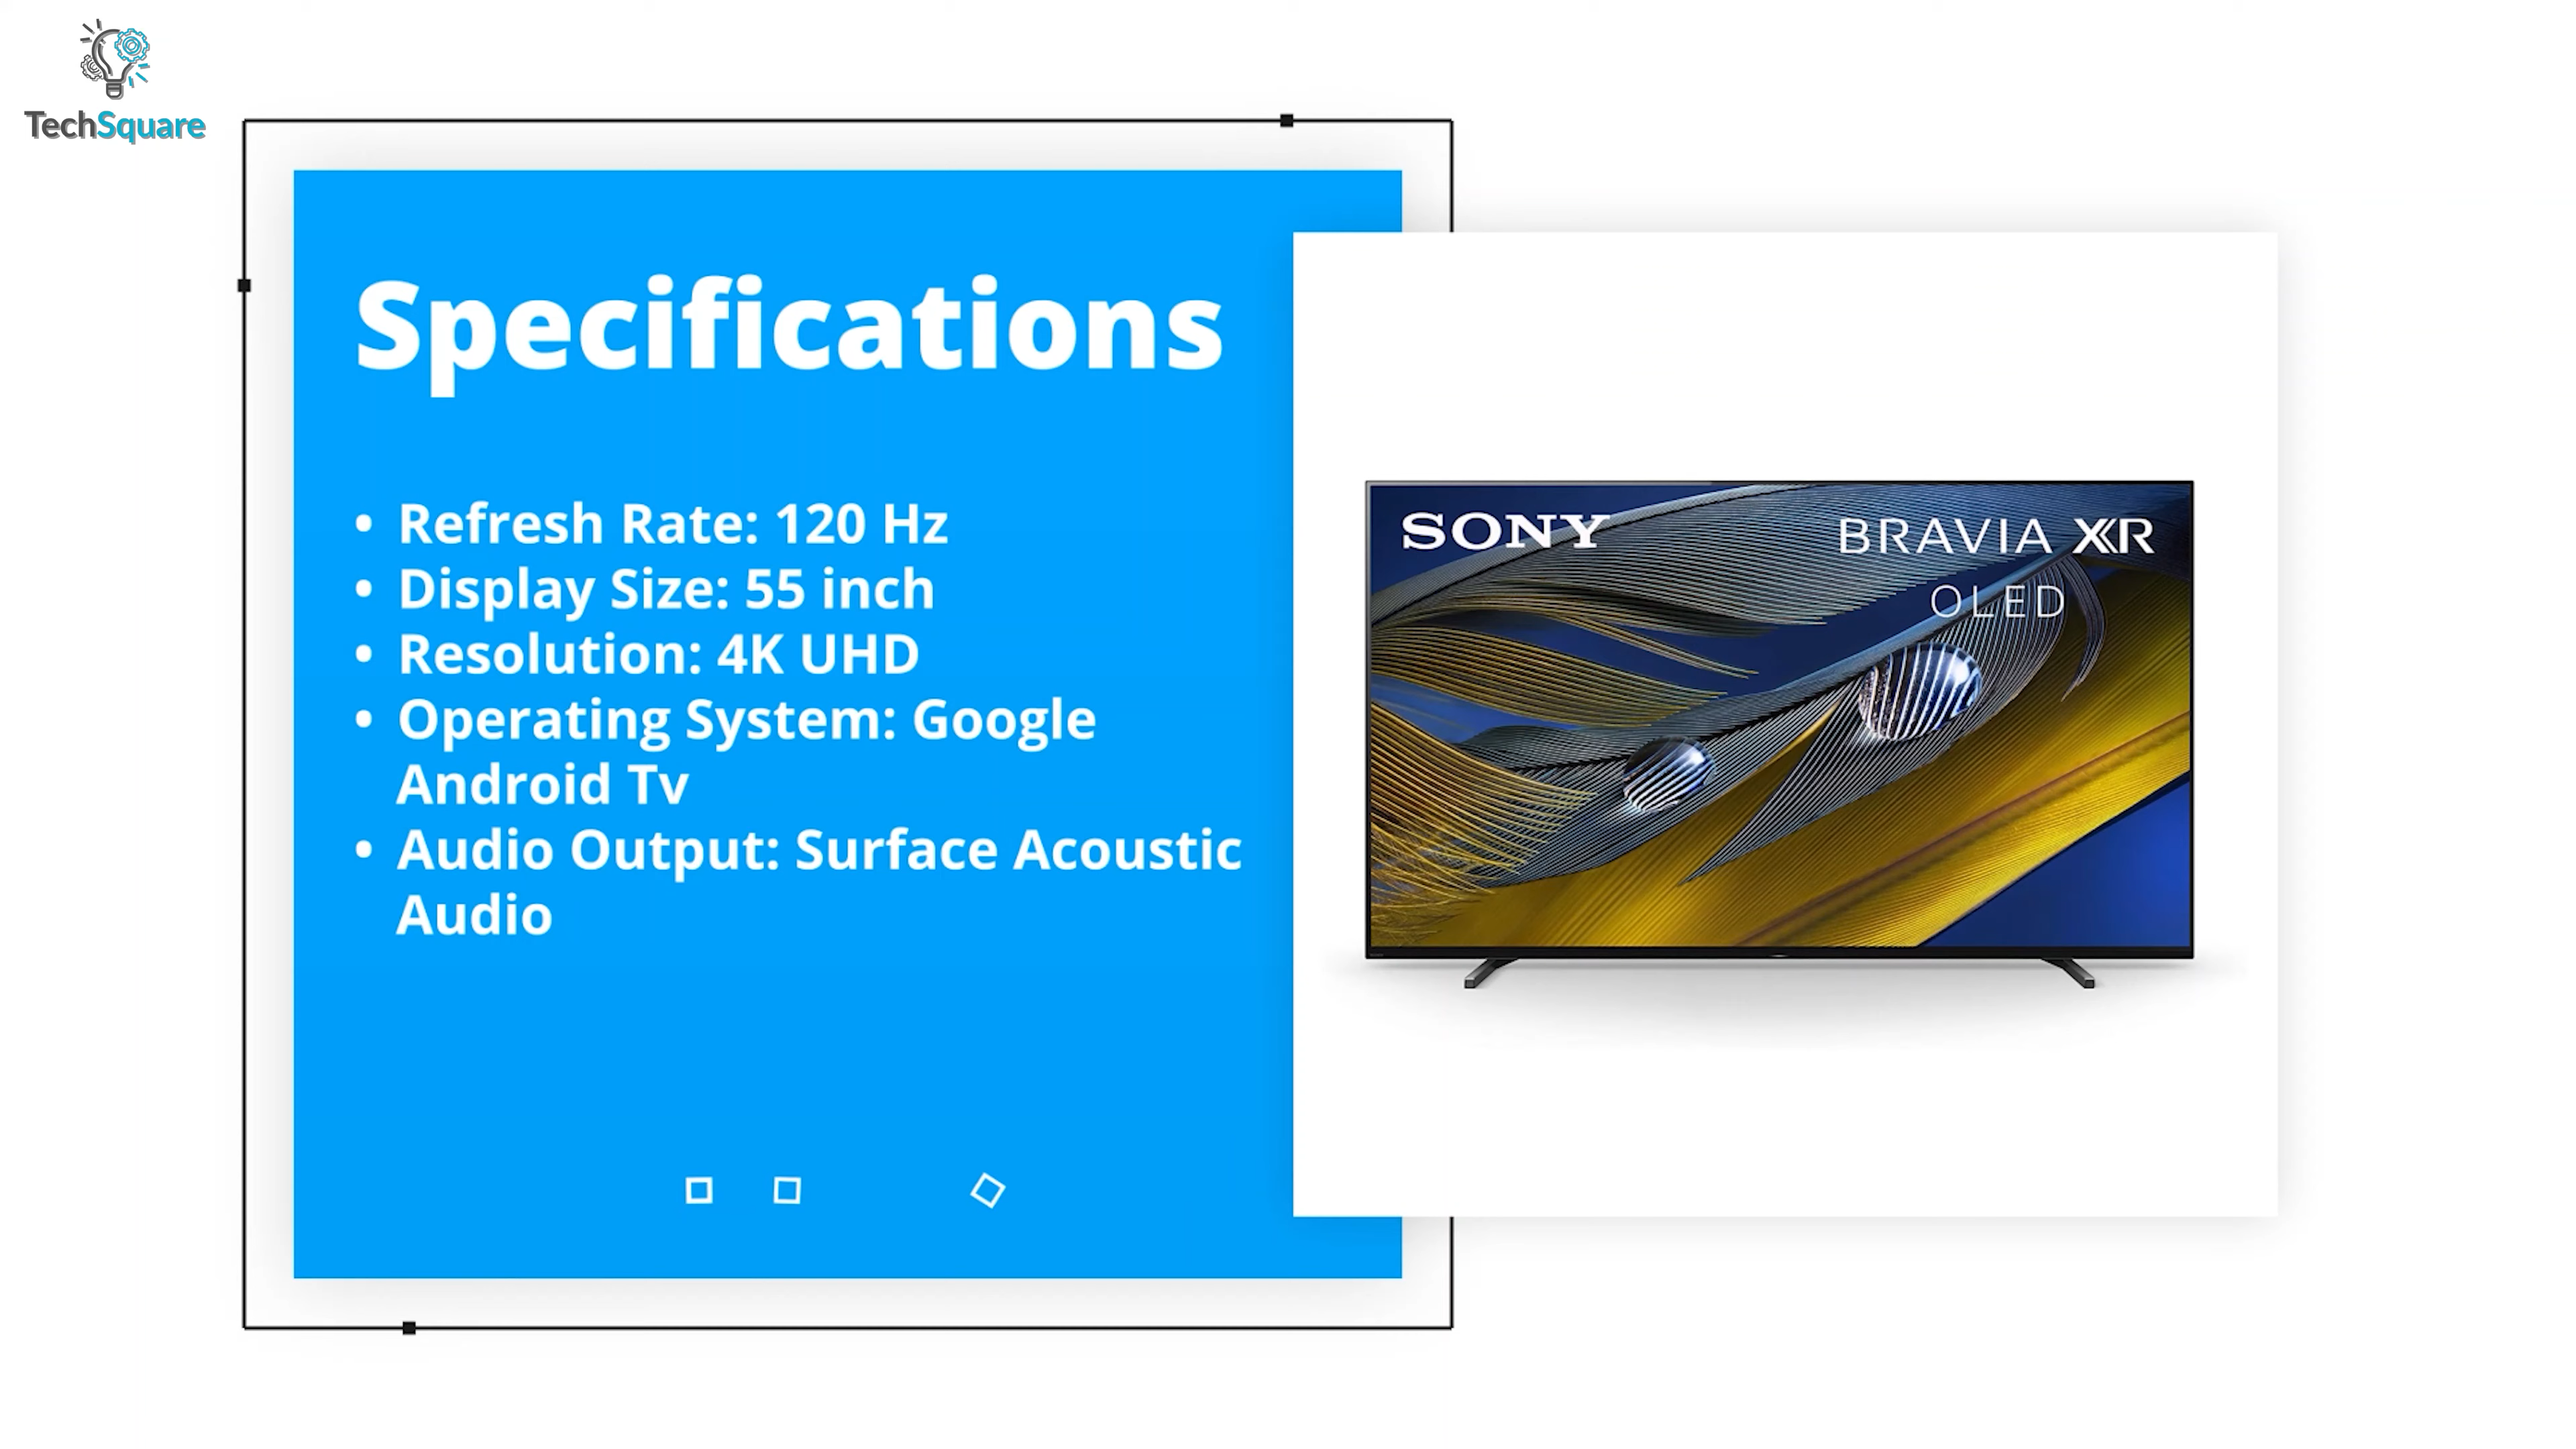 TechSquare
Specifications
• Refresh Rate: 120 Hz
• Display Size: 55 inch
• Resolution: 4K UHD
• Operating System: Google
Android Tv
• Audio Output: Surface Acoustic
Audio
SONY
BRAVIA XR
OLED